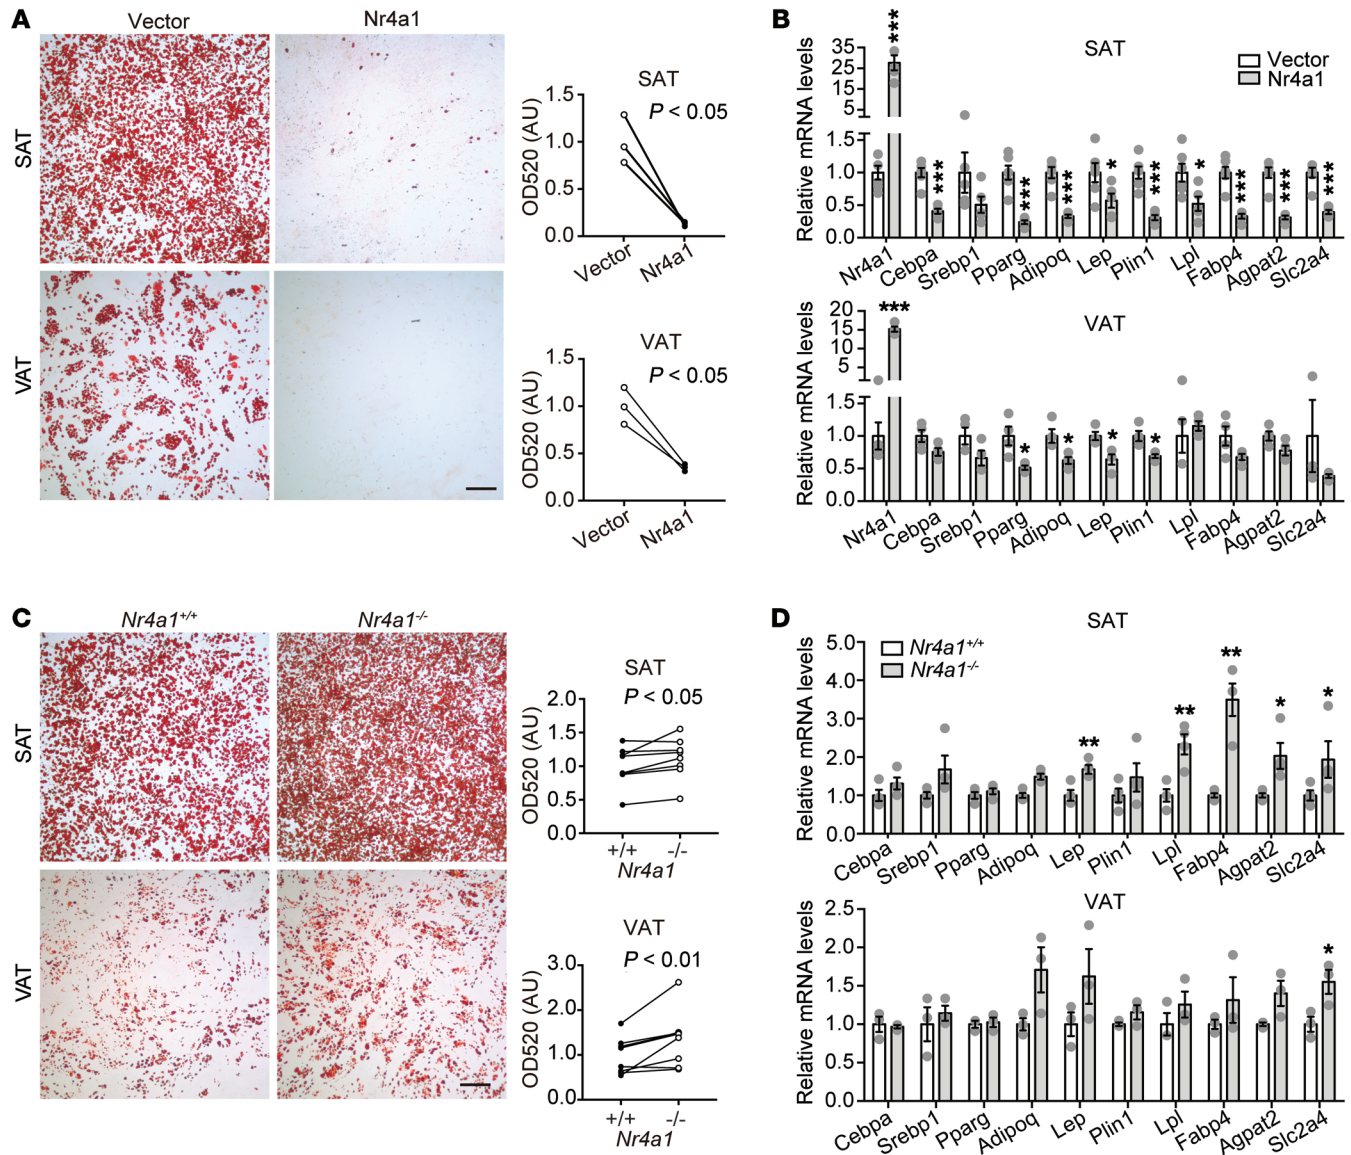 A
Vector
Nr4a1
SAT
VAT
SAT
P < 0.05
OD520 (AU)
1.5
1.0
0.5
0.0
Vector
Nr4a1
VAT
P < 0.05
OD520 (AU)
1.5
1.0
0.5
0.0
Vector
Nr4a1
B
SAT
Vector
Nr4a1
Relative mRNA levels
35
25
15
5
1.5
1.0
0.5
0.0
***
***
***
***
*
***
*
***
***
***
Nr4a1
Cebpa
Srebp1
Pparg
Adipoq
Lep
Plin1
Lpl
Fabp4
Agpat2
Slc2a4
VAT
Relative mRNA levels
20
15
10
5
1.5
1.0
0.5
0.0
***
*
*
*
*
Nr4a1
Cebpa
Srebp1
Pparg
Adipoq
Lep
Plin1
Lpl
Fabp4
Agpat2
Slc2a4
C
Nr4a1+/+
Nr4a1-/-
SAT
VAT
SAT
P < 0.05
OD520 (AU)
2.0
1.5
1.0
0.5
0.0
+/+
-/-
Nr4a1
VAT
P < 0.01
OD520 (AU)
3.0
2.0
1.0
0.0
+/+
-/-
Nr4a1
D
SAT
Nr4a1+/+
Nr4a1-/-
Relative mRNA levels
5.0
4.0
3.0
2.0
1.0
0.0
**
**
**
*
*
Cebpa
Srebp1
Pparg
Adipoq
Lep
Plin1
Lpl
Fabp4
Agpat2
Slc2a4
VAT
Relative mRNA levels
2.5
2.0
1.5
1.0
0.5
0.0
*
Cebpa
Srebp1
Pparg
Adipoq
Lep
Plin1
Lpl
Fabp4
Agpat2
Slc2a4